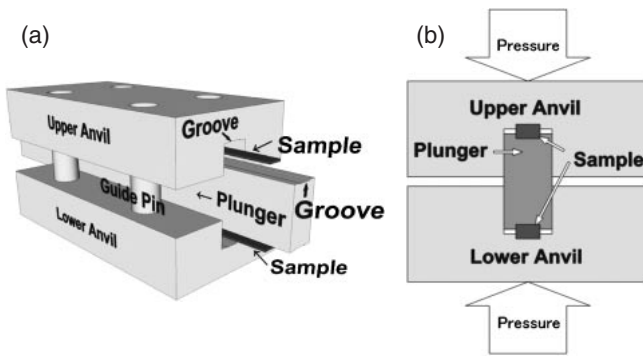 (a)
Upper Anvil
Groove
Sample
Guide Pin
Plunger
Groove
Lower Anvil
Sample
(b)
Pressure
Upper Anvil
Plunger
Sample
Lower Anvil
Pressure